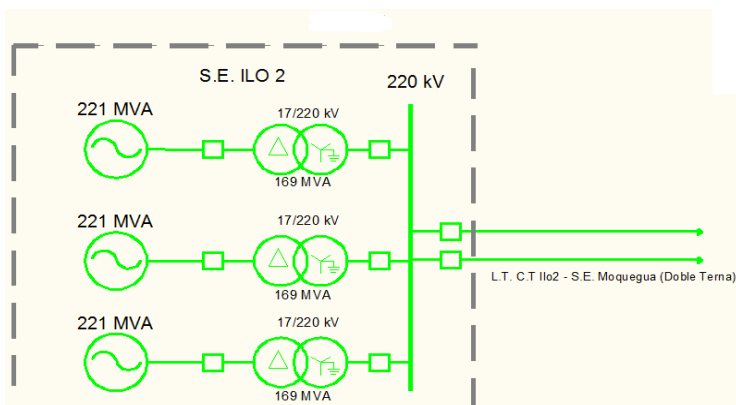 S.E. ILO 2
220 kV
221 MVA
17/220 kV
169 MVA
221 MVA
17/220 kV
169 MVA
L.T. C.T Ilo2 - S.E. Moquegua (Doble Terna)
221 MVA
17/220 kV
169 MVA